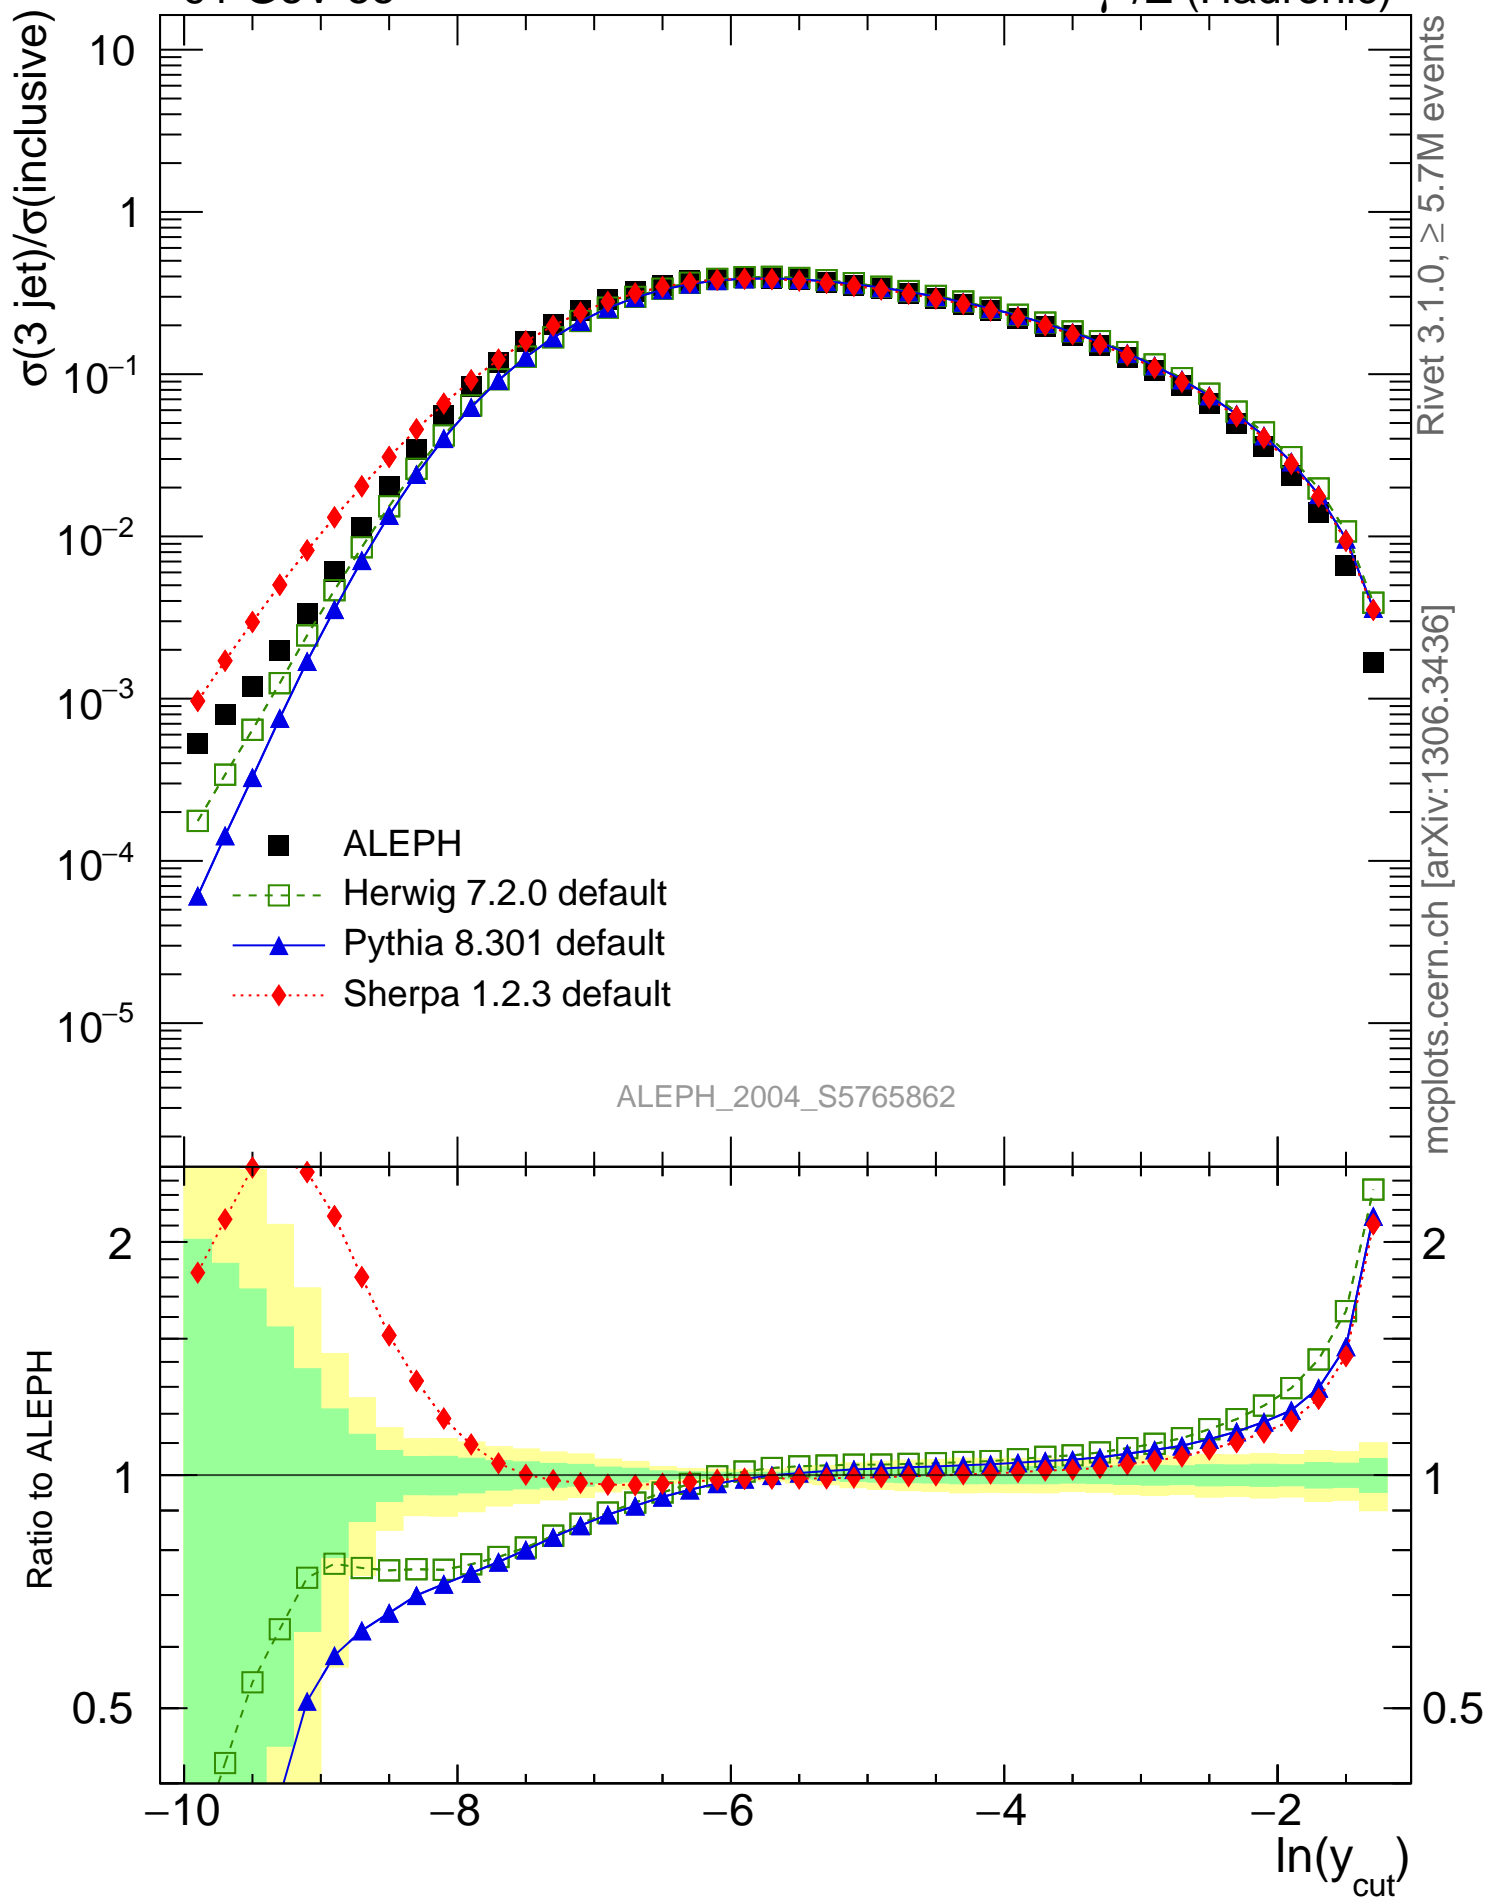 σ(3 jet)/σ(inclusive)
10
1
10⁻¹
10⁻²
10⁻³
10⁻⁴
10⁻⁵
ALEPH
Herwig 7.2.0 default
Pythia 8.301 default
Sherpa 1.2.3 default
ALEPH_2004_S5765862
Rivet 3.1.0, ≥ 5.7M events
mcplots.cern.ch [arXiv:1306.3436]
Ratio to ALEPH
2
1
0.5
2
1
0.5
−10 −8 −6 −4 −2
ln(y_cut)